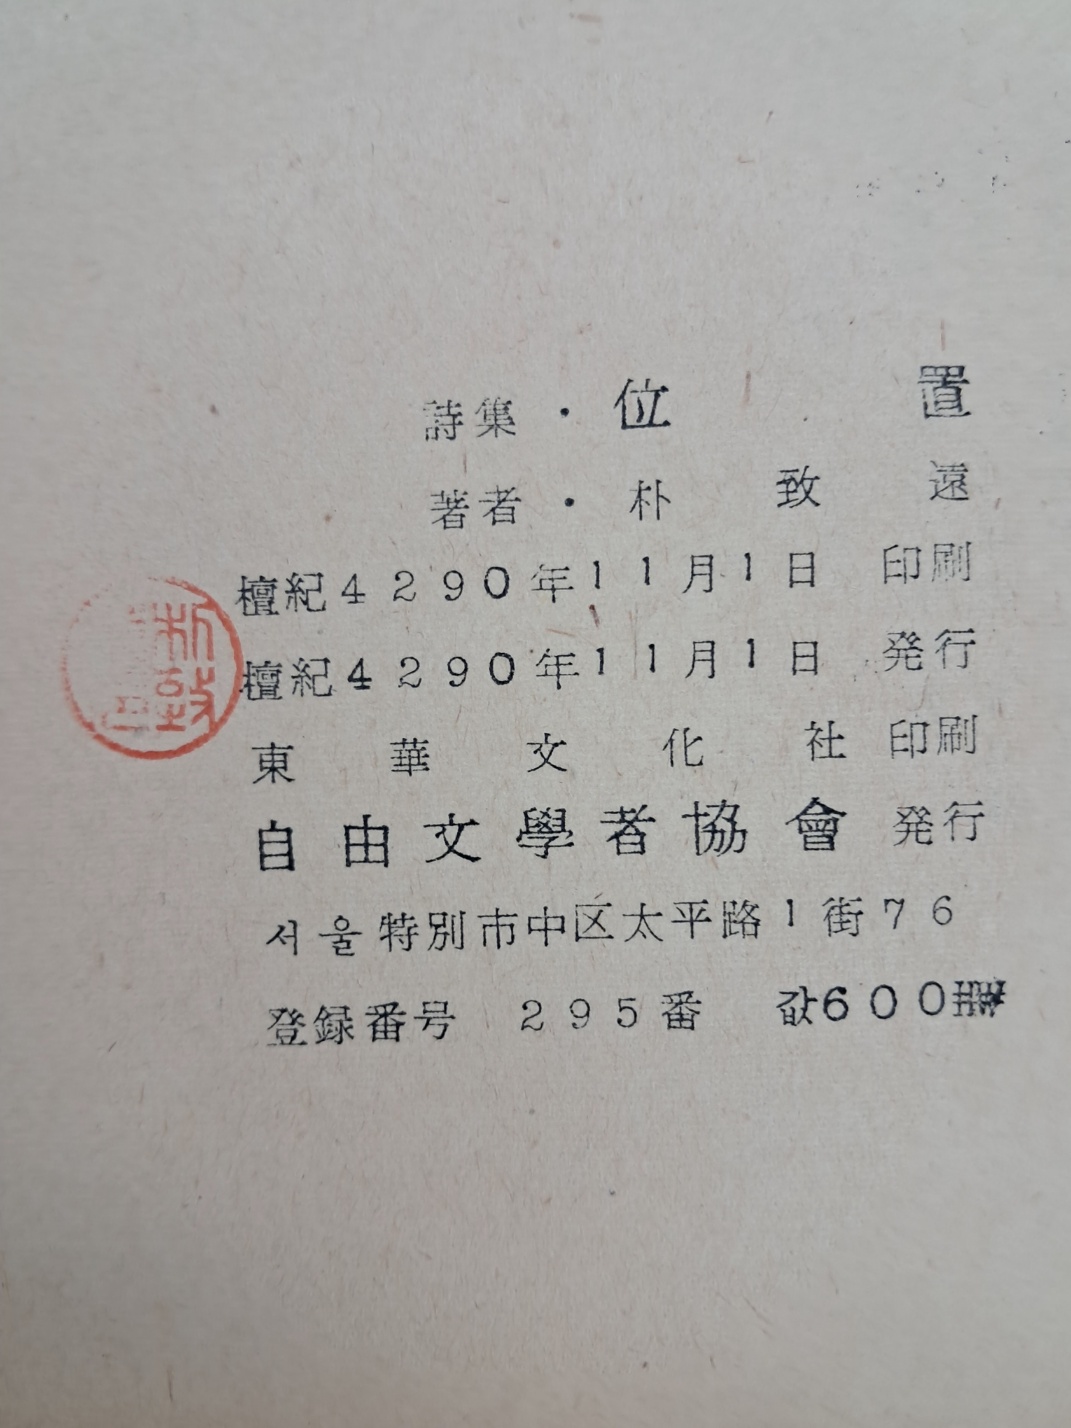 詩集・位置
著者・朴致遠
檀紀4290年11月1日 印刷
檀紀4290年11月1日 発行
東華文化社 印刷
自由文學者協會 発行
서울特別市中区太平路1街76
登録番号 295番 값600